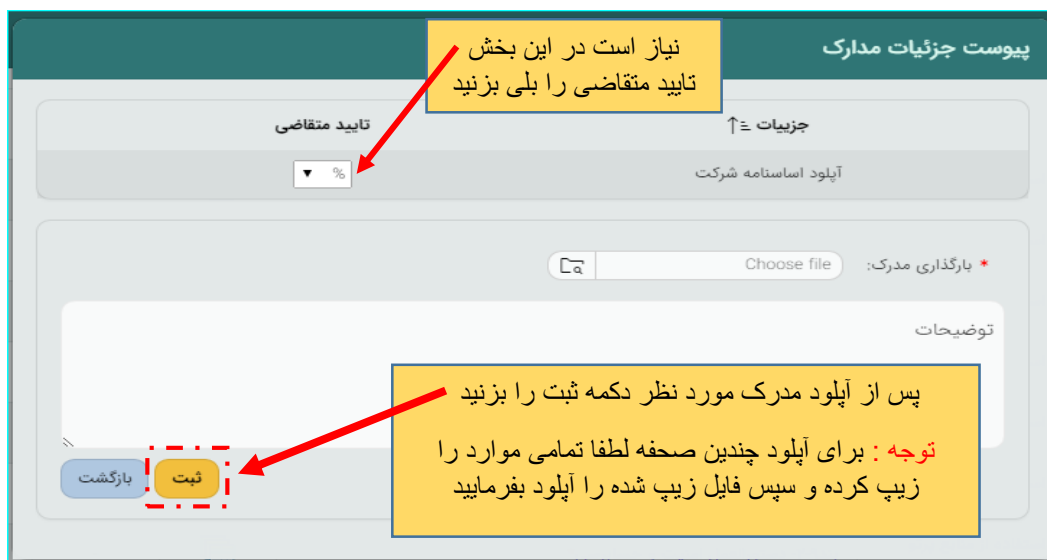 پیوست جزئیات مدارک
نیاز است در این بخش
تایید متقاضی را بلی بزنید
جزییات
تایید متقاضی
آپلود اساسنامه شرکت
%
* بارگذاری مدرک:
Choose file
توضیحات
پس از آپلود مدرک مورد نظر دکمه ثبت را بزنید
توجه : برای آپلود چندین صحفه لطفا تمامی موارد را
زیپ کرده و سپس فایل زیپ شده را آپلود بفرمایید
ثبت
بازگشت